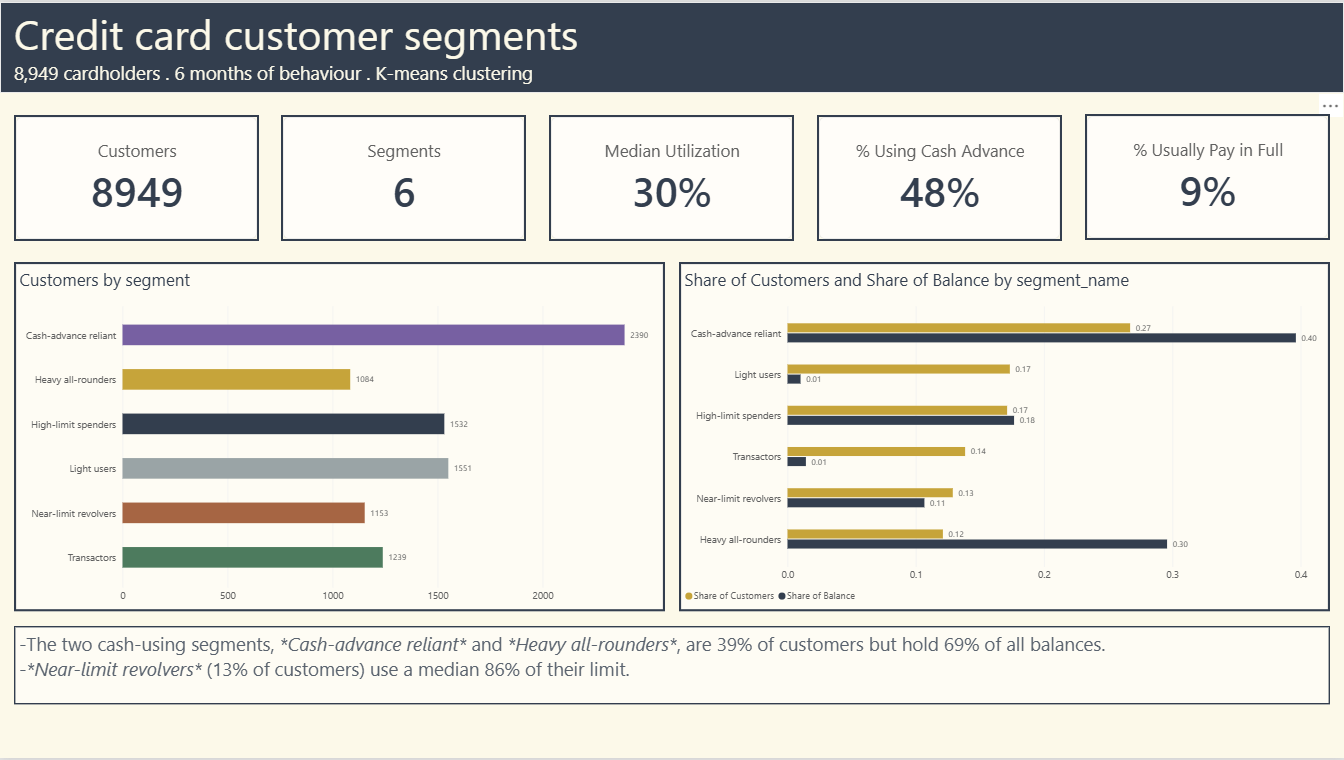 Credit card customer segments
8,949 cardholders . 6 months of behaviour . K-means clustering
...
Customers
8949
Segments
6
Median Utilization
30%
% Using Cash Advance
48%
% Usually Pay in Full
9%
Customers by segment
Cash-advance reliant 2390
Heavy all-rounders 1084
High-limit spenders 1532
Light users 1551
Near-limit revolvers 1153
Transactors 1239
0 500 1000 1500 2000
Share of Customers and Share of Balance by segment_name
Cash-advance reliant 0.27
0.40
Light users 0.17
0.01
High-limit spenders 0.17
0.18
Transactors 0.14
0.01
Near-limit revolvers 0.13
0.11
Heavy all-rounders 0.12
0.30
0.0 0.1 0.2 0.3 0.4
Share of Customers Share of Balance
-The two cash-using segments, *Cash-advance reliant* and *Heavy all-rounders*, are 39% of customers but hold 69% of all balances.
-*Near-limit revolvers* (13% of customers) use a median 86% of their limit.